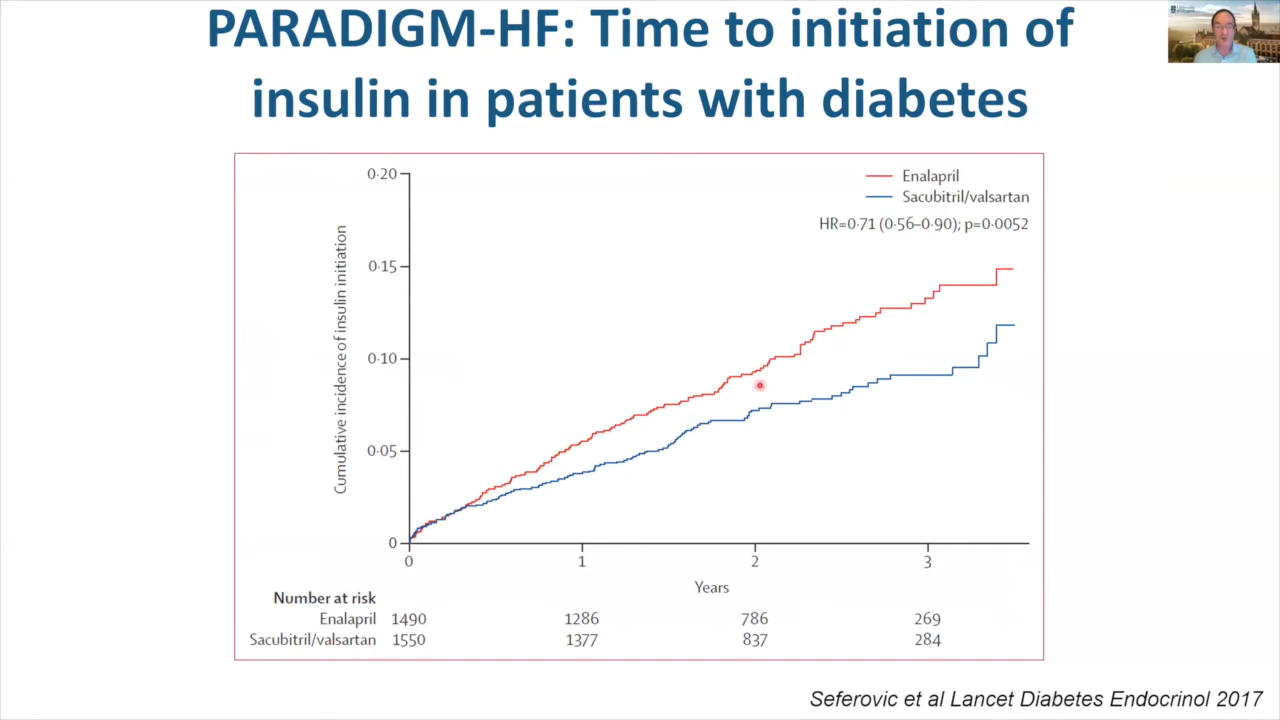 PARADIGM-HF: Time to initiation of
insulin in patients with diabetes
Enalapril
Sacubitril/valsartan
HR=0·71 (0·56–0·90); p=0·0052
Cumulative incidence of insulin initiation
0·20
0·15
0·10
0·05
0
0 1 2 3
Years
Number at risk
Enalapril 1490 1286 786 269
Sacubitril/valsartan 1550 1377 837 284
Seferovic et al Lancet Diabetes Endocrinol 2017